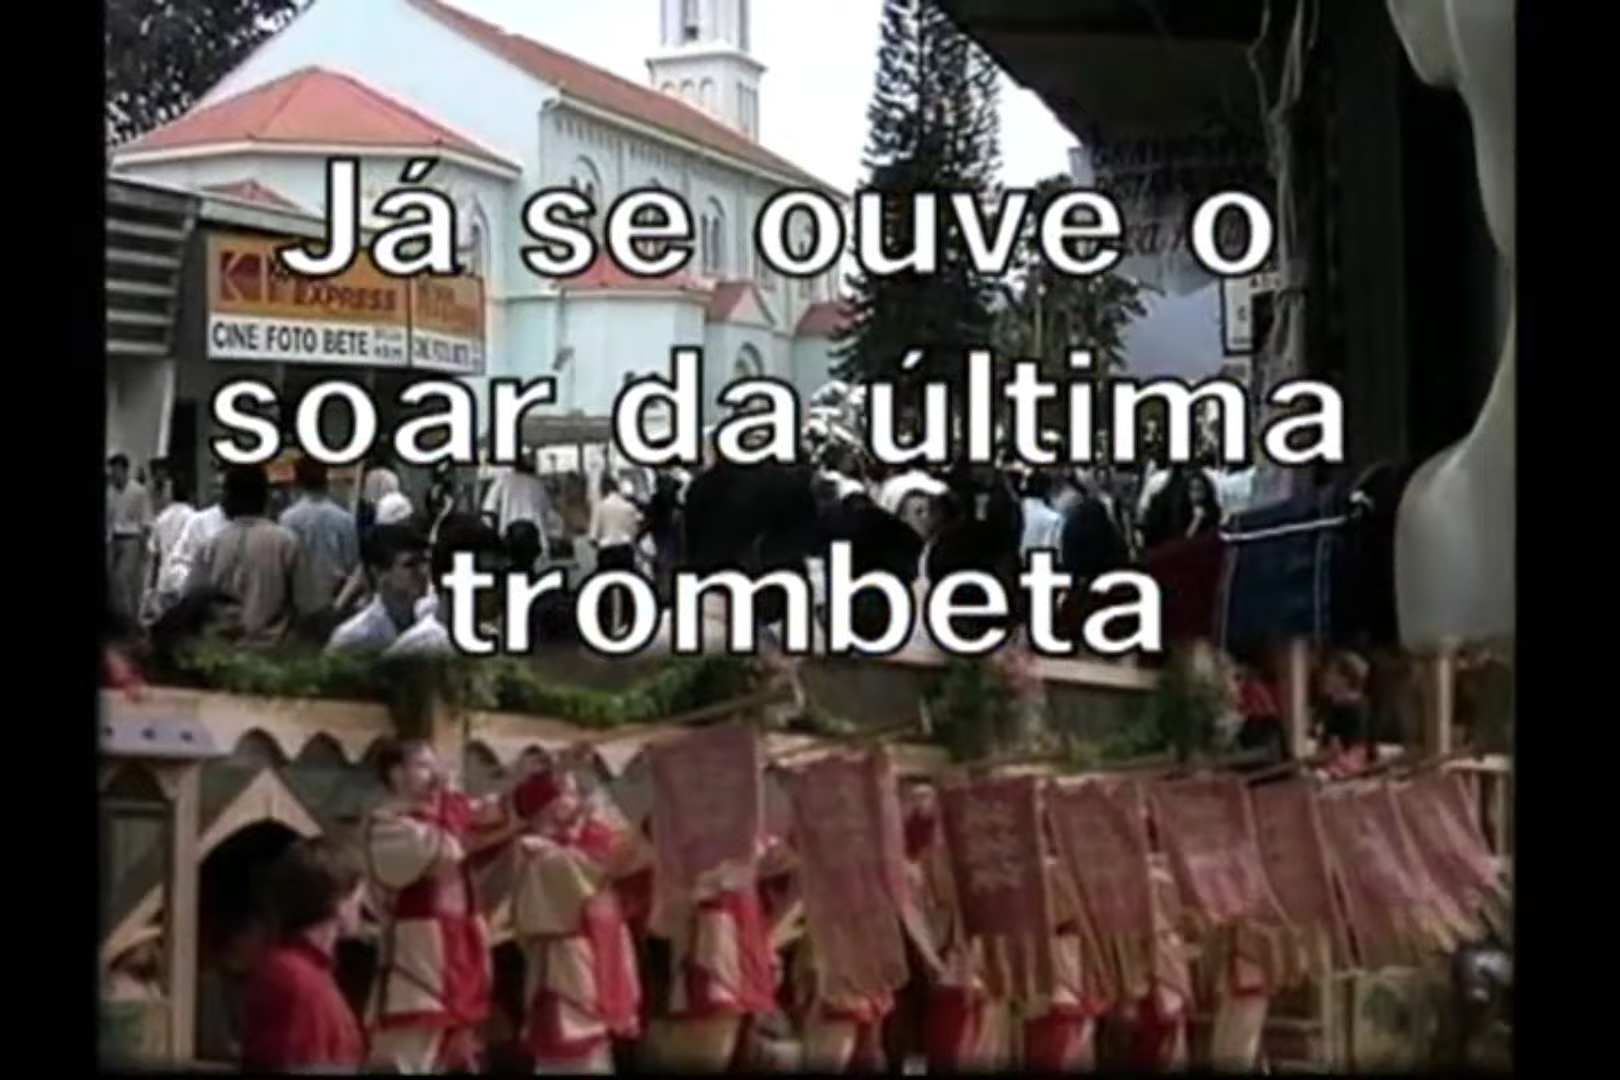 Já se ouve o
soar da última
trombeta
EXPRESS
CINE FOTO BETE